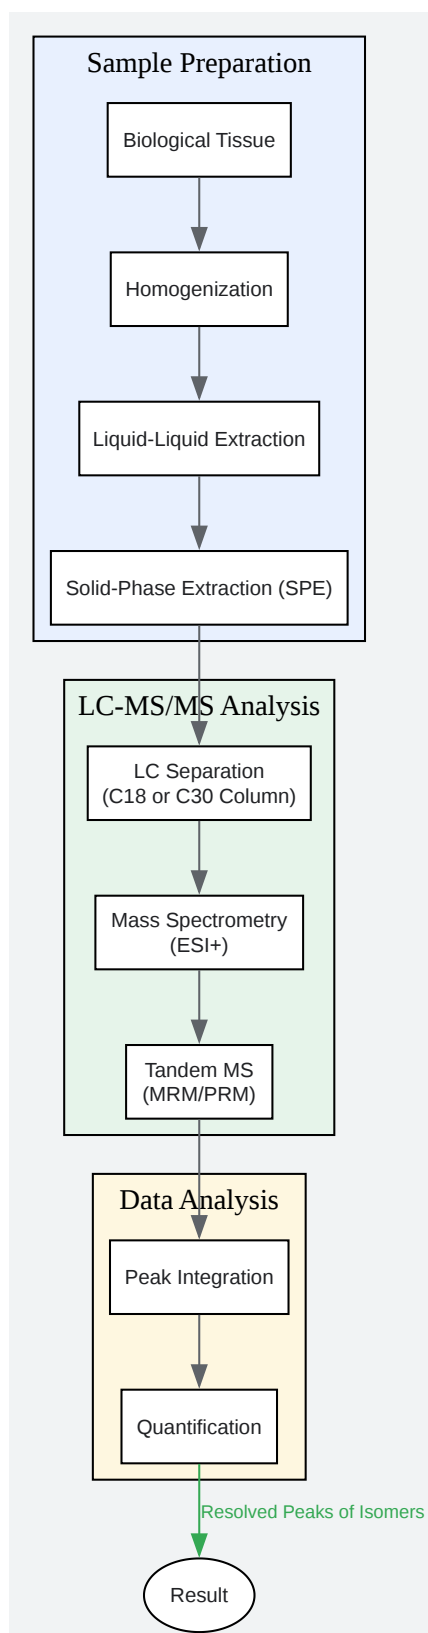 Sample Preparation
Biological Tissue
Homogenization
Liquid-Liquid Extraction
Solid-Phase Extraction (SPE)
LC-MS/MS Analysis
LC Separation
(C18 or C30 Column)
Mass Spectrometry
(ESI+)
Tandem MS
(MRM/PRM)
Data Analysis
Peak Integration
Quantification
Resolved Peaks of Isomers
Result